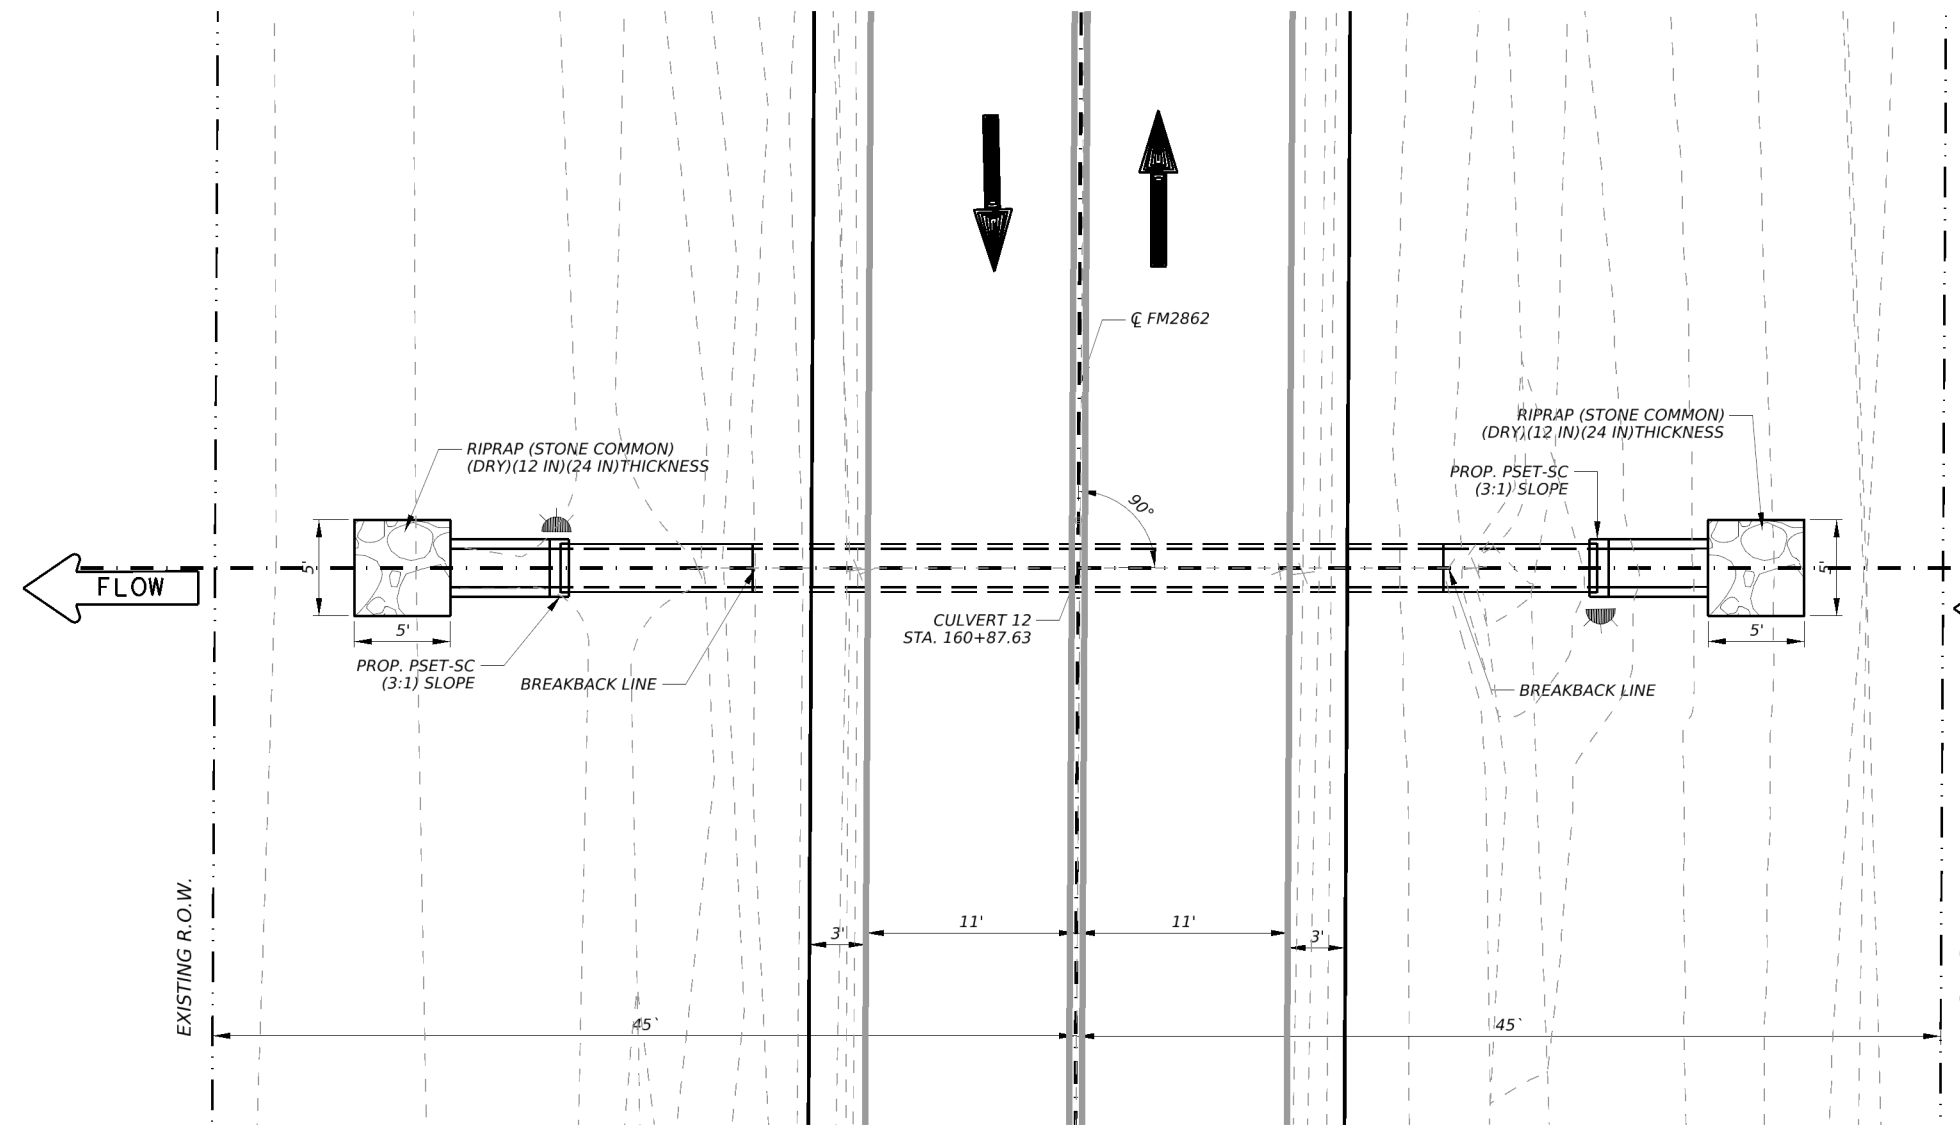 ℄ FM2862
RIPRAP (STONE COMMON)
(DRY)(12 IN)(24 IN)THICKNESS
RIPRAP (STONE COMMON)
(DRY)(12 IN)(24 IN)THICKNESS
PROP. PSET-SC
(3:1) SLOPE
90°
5'
5'
FLOW
CULVERT 12
STA. 160+87.63
5'
5'
PROP. PSET-SC
(3:1) SLOPE
BREAKBACK LINE
BREAKBACK LINE
EXISTING R.O.W.
3'
11'
11'
3'
45`
45`